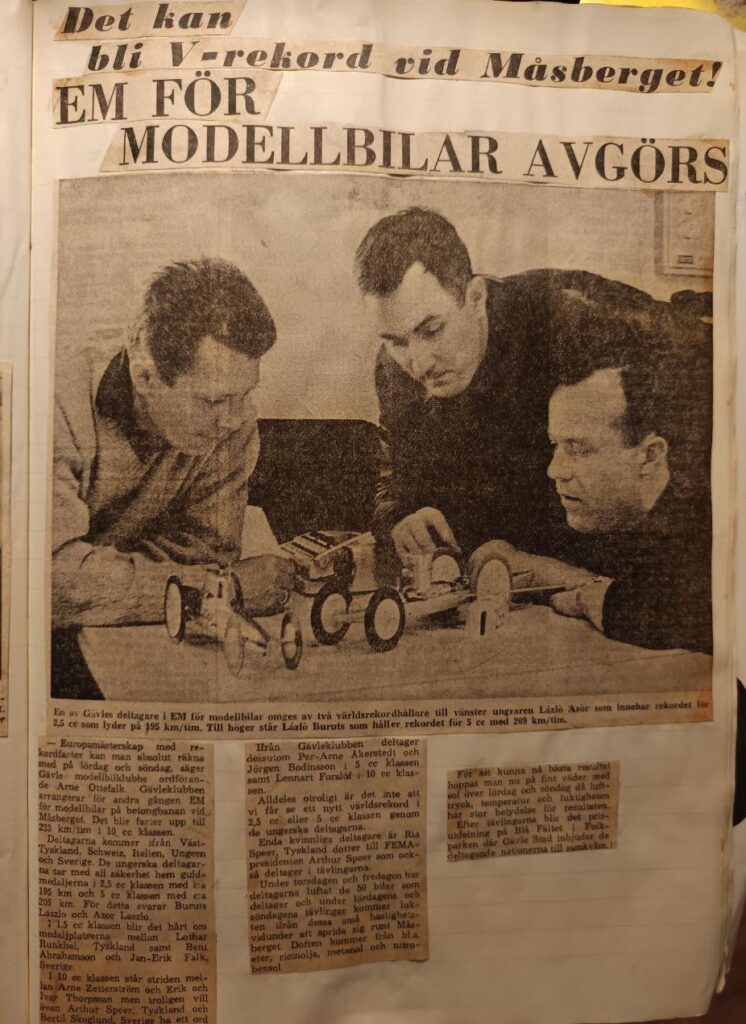 Det kan
bli V-rekord vid Måsberget!
EM FÖR
MODELLBILAR AVGÖRS
En av Gävles deltagare i EM för modellbilar omges av två världsrekordhållare till vänster ungraren Lázlò Azòr som innehar rekordet för
2,5 cc som lyder på 195 km/tim. Till höger står Lázlò Buruts som håller rekordet för 5 cc med 209 km/tim.
— Europamästerskap med re-
kordfarter kan man absolut räkna
med på lördag och söndag, säger
Gävle modellbilklubbs ordföran-
de Arne Ottefalk. Gävleklubben
arrangerar för andra gången EM
för modellbilar på betongbanan vid
Måsberget. Det blir farter upp till
235 km/tim i 10 cc klassen.
Deltagarna kommer ifrån Väst-
Tyskland, Schweiz, Italien, Ungern
och Sverige. De ungerska deltagar-
na tar med all säkerhet hem guld-
medaljerna i 2,5 cc klassen med c:a
195 km och 5 cc klassen med c:a
205 km. För detta svarar Buruts
Laszlo och Azor Laszlo.
I 1,5 cc klassen blir det hårt om
medaljplatserna mellan Lothar
Runkhel, Tyskland samt Bent
Abrahamson och Jan-Erik Falk,
Sverige.
I 10 cc klassen står striden mel-
lan Arne Zetterström och Erik och
Ivar Thorpman men troligen vill
även Arthur Speer, Tyskland och
Bertil Skoglund, Sverige ha ett ord
Ifrån Gävleklubben deltager
dessutom Per-Arne Åkerstedt och
Jörgen Bodinsson i 5 cc klassen
samt Lennart Forslöf i 10 cc klas-
sen.
Alldeles otroligt är det inte att
vi får se ett nytt världsrekord i
2,5 cc eller 5 cc klassen genom
de ungerska deltagarna.
Enda kvinnliga deltagare är Ria
Speer, Tyskland dotter till FEMA-
presidenten Arthur Speer som ock-
så deltager i tävlingarna.
Under torsdagen och fredagen har
deltagarna luftat de 50 bilar som
deltager och under lördagens och
söndagens tävlingar kommer luk-
ten ifrån dessa små hastighets-
vidunder att sprida sig runt Mås-
berget. Doften kommer från bl.a.
eter, ricinolja, metanol och nitro-
bensol.
För att kunna nå bästa resultat
hoppas man nu på fint väder med
sol över lördag och söndag då luft-
tryck, temperatur och fuktigheten
har stor betydelse för resultaten.
Efter tävlingarna blir det pris-
utdelning på Blå Fältet i Folk-
parken där Gävle Stad inbjuder de
deltagande nationerna till samkväm.